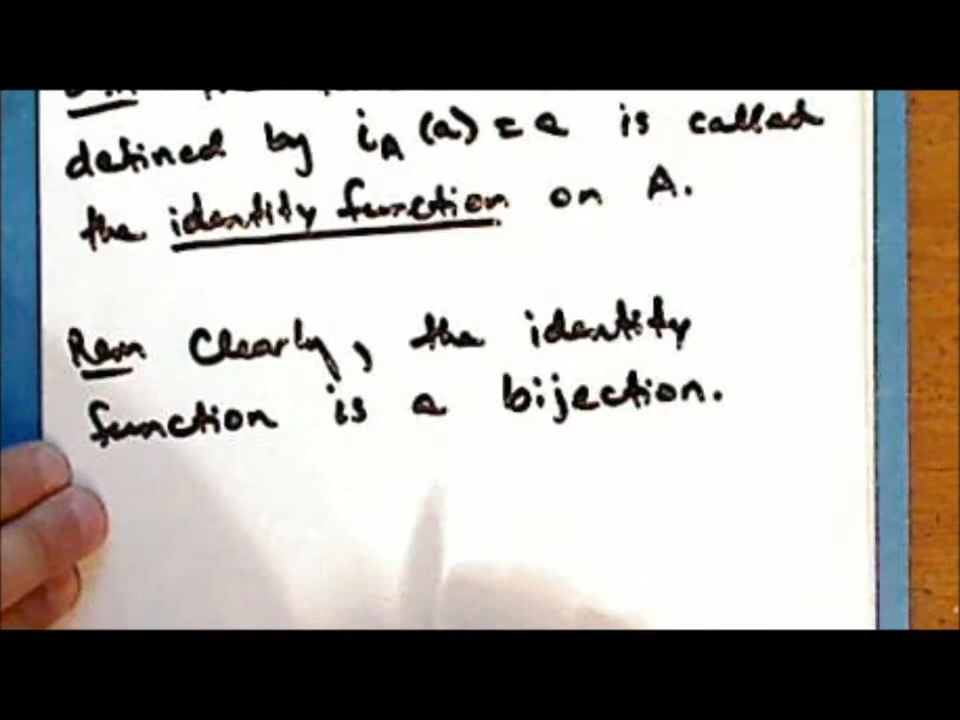 defined by i_A (a) = a is called
the identity function on A.
Rem Clearly, the identity
function is a bijection.